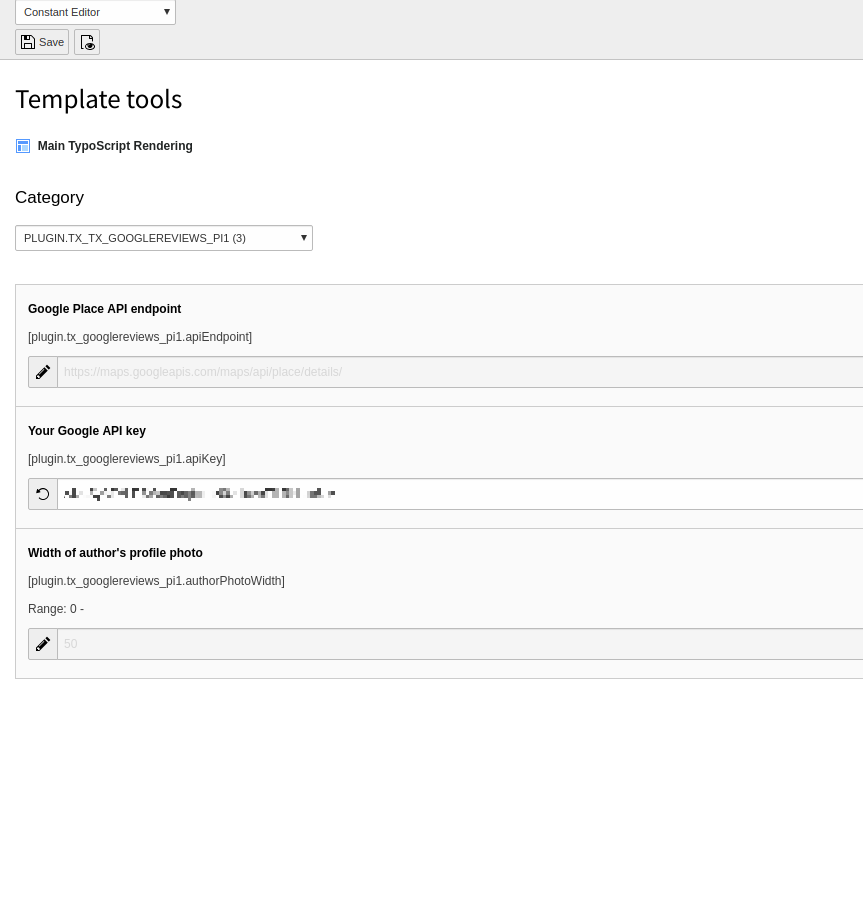 Constant Editor
Save
Template tools
Main TypoScript Rendering
Category
PLUGIN.TX_TX_GOOGLEREVIEWS_PI1 (3)
Google Place API endpoint
[plugin.tx_googlereviews_pi1.apiEndpoint]
https://maps.googleapis.com/maps/api/place/details/
Your Google API key
[plugin.tx_googlereviews_pi1.apiKey]
Width of author's profile photo
[plugin.tx_googlereviews_pi1.authorPhotoWidth]
Range: 0 -
50